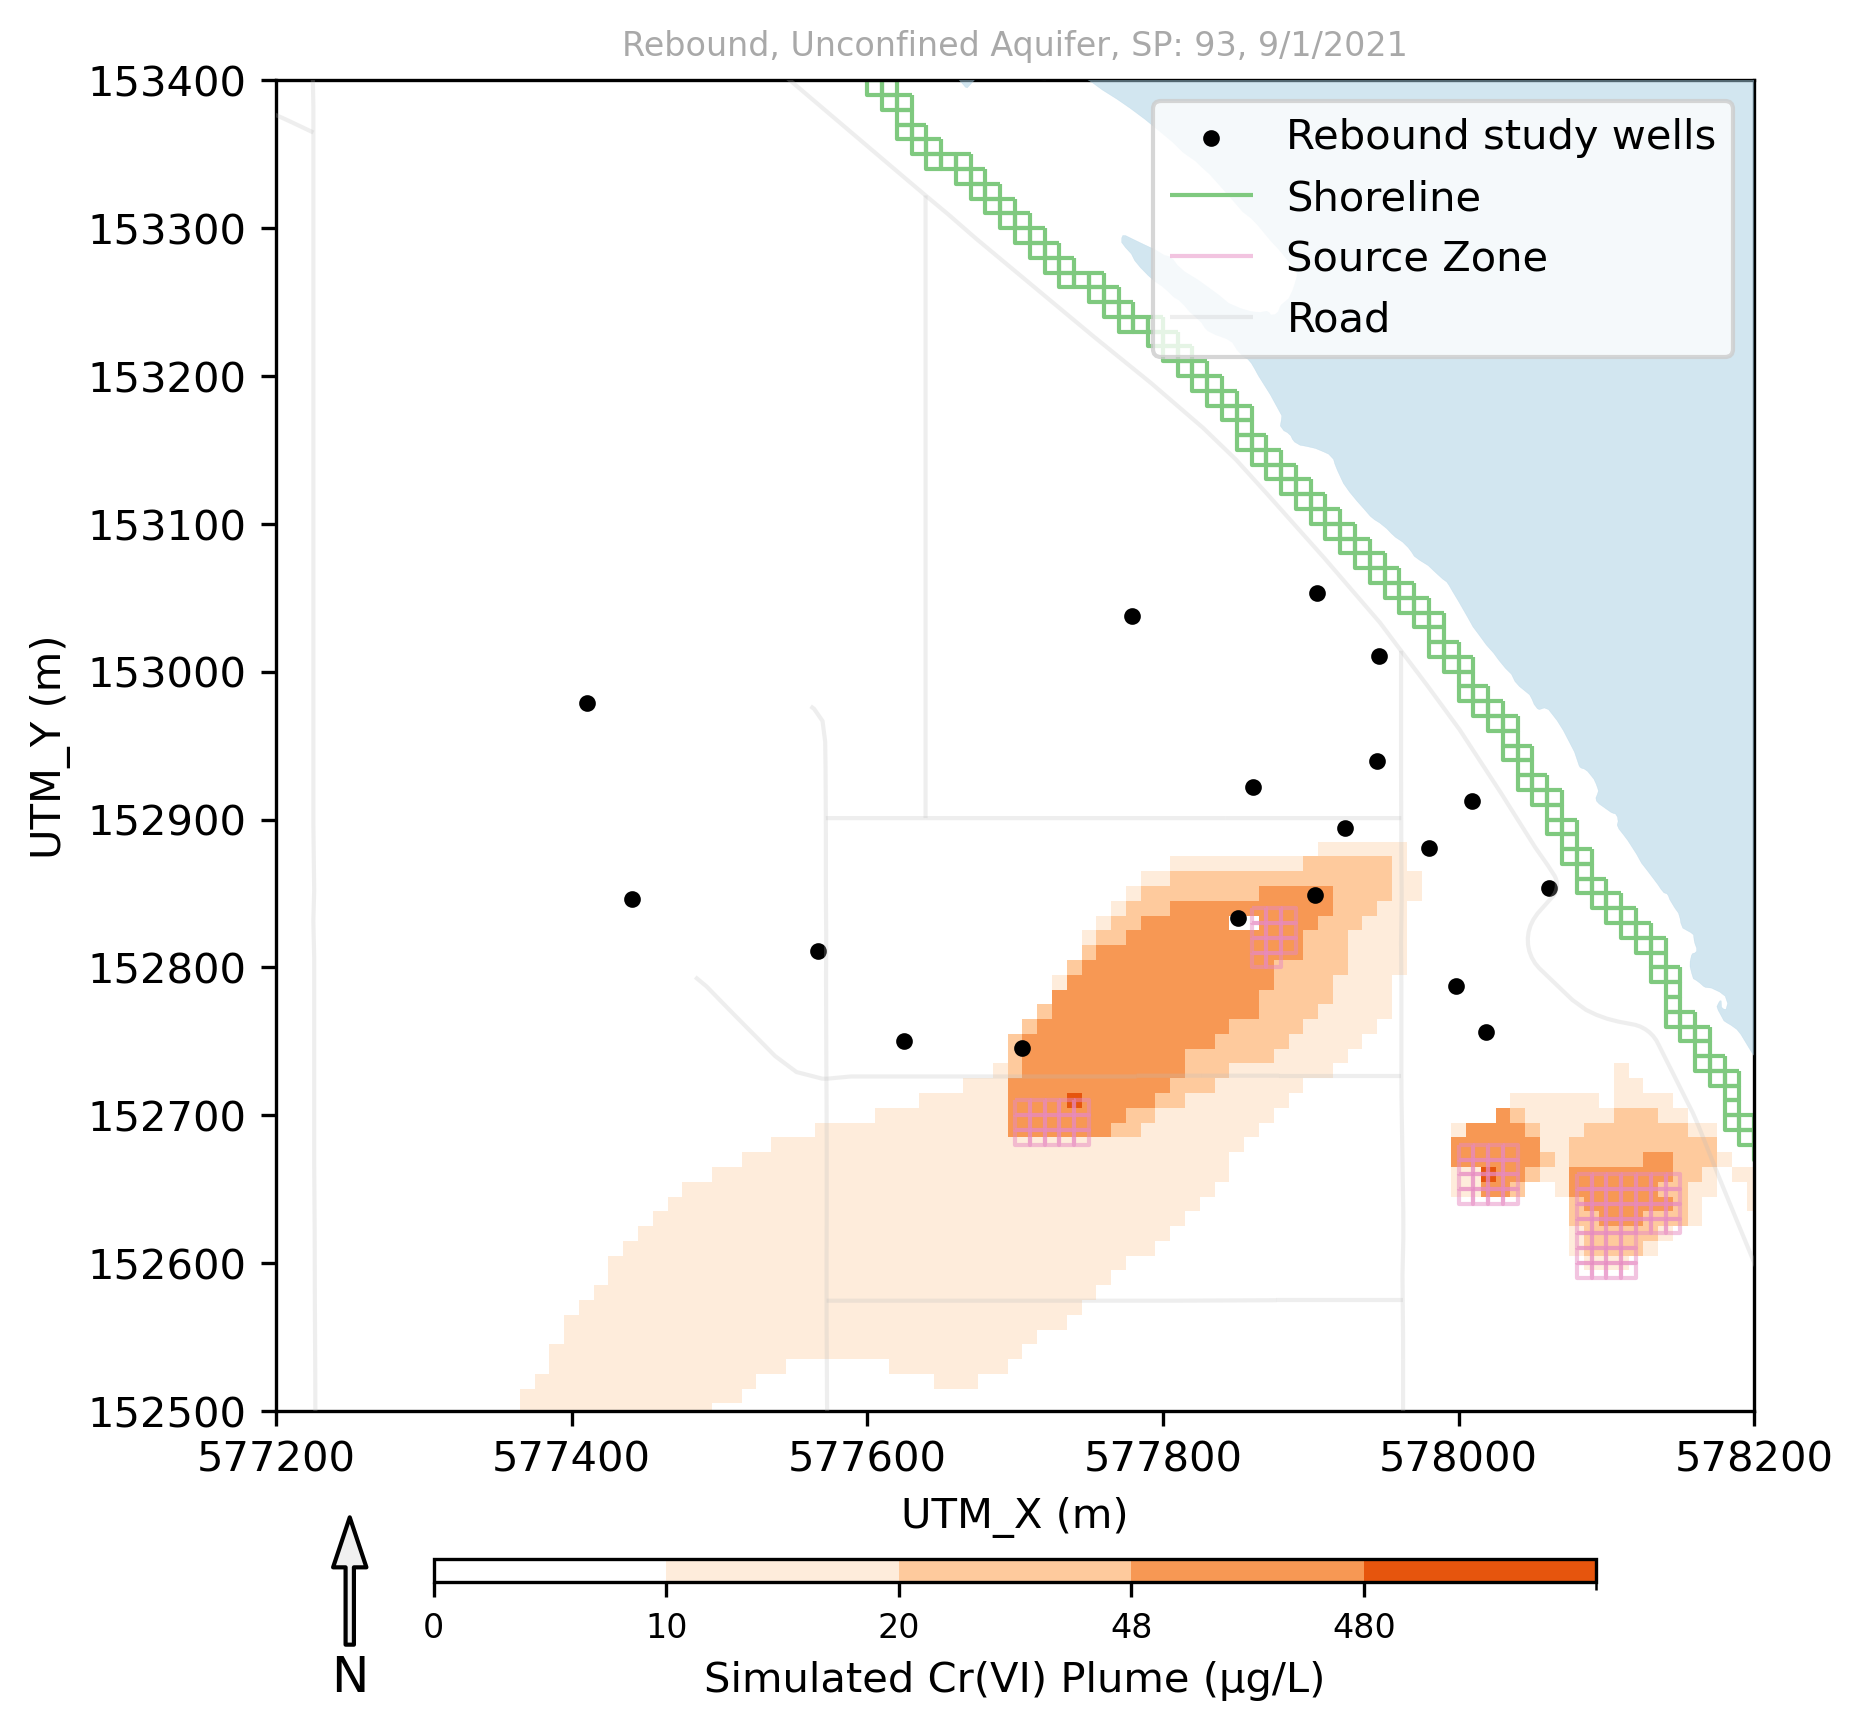 Rebound, Unconfined Aquifer, SP: 93, 9/1/2021
153400
153300
153200
153100
153000
152900
152800
152700
152600
152500
UTM_Y (m)
Rebound study wells
Shoreline
Source Zone
Road
577200 577400 577600 577800 578000 578200
UTM_X (m)
N
0 10 20 48 480
Simulated Cr(VI) Plume (µg/L)